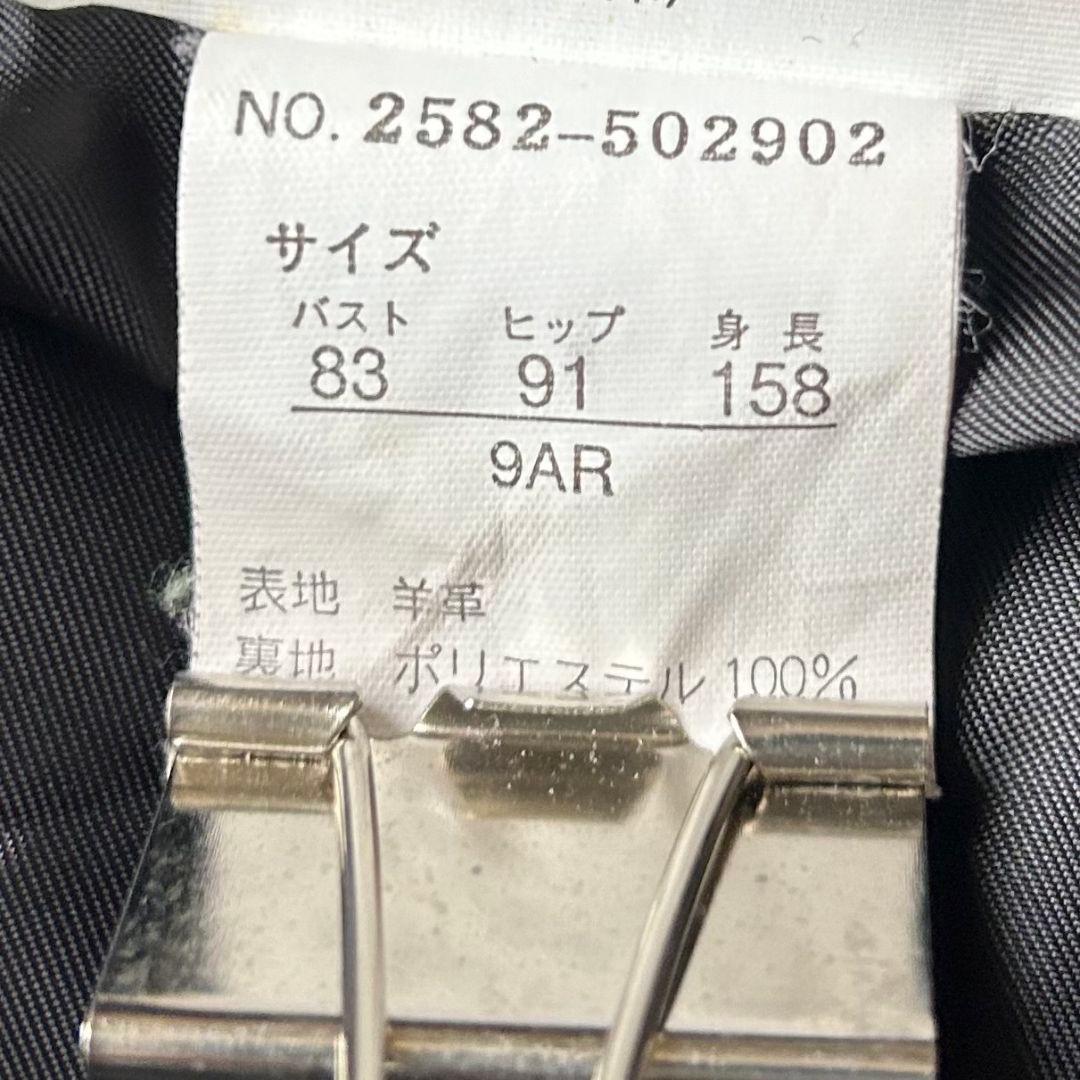 NO. 2582-502902
サイズ
バスト ヒップ 身長
83 91 158
9AR
表地 羊革
裏地 ポリエステル 100%